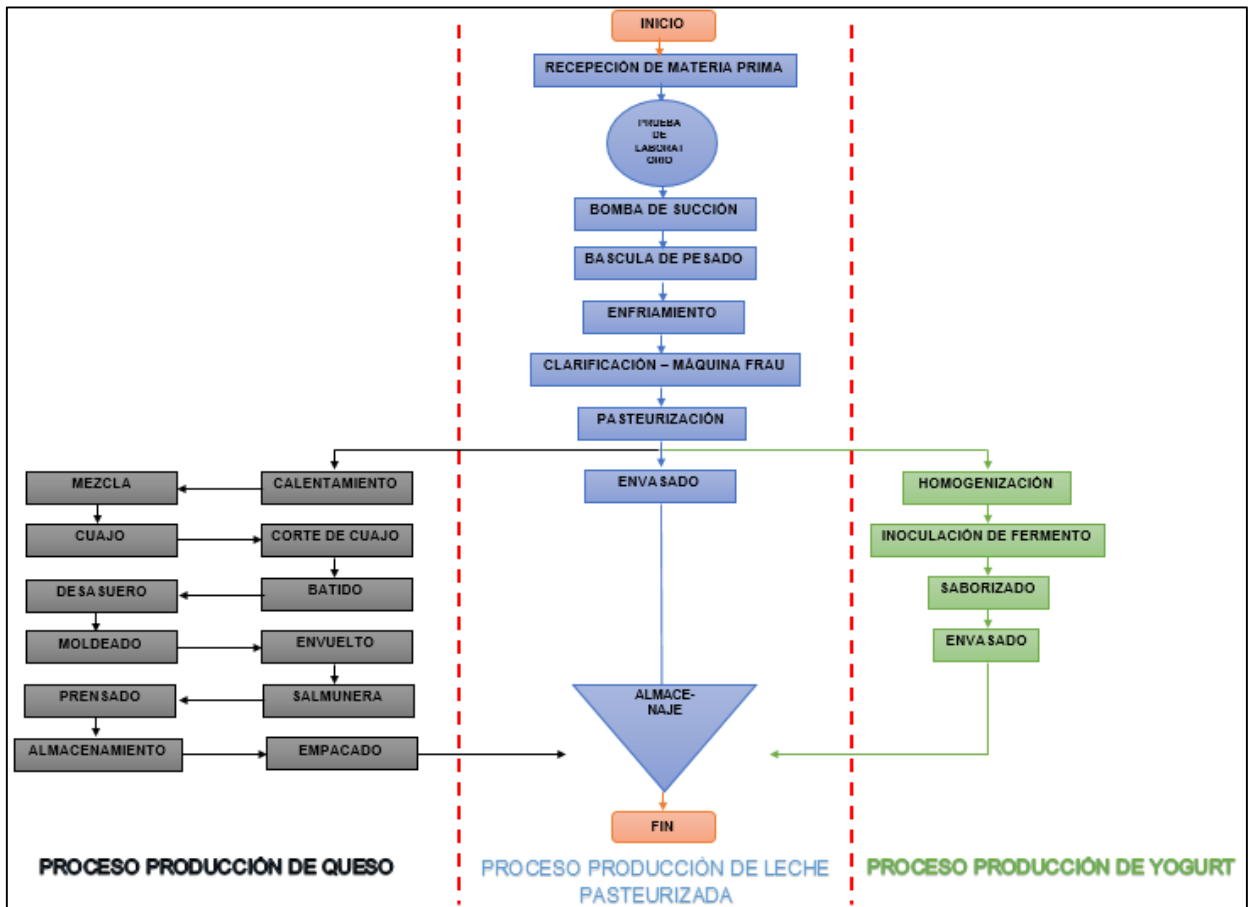 INICIO
RECEPECIÓN DE MATERIA PRIMA
PRUEBA
DE
LABORAT
ORIO
BOMBA DE SUCCIÓN
BASCULA DE PESADO
ENFRIAMIENTO
CLARIFICACIÓN – MÁQUINA FRAU
PASTEURIZACIÓN
MEZCLA
CALENTAMIENTO
CUAJO
CORTE DE CUAJO
DESASUERO
BATIDO
MOLDEADO
ENVUELTO
PRENSADO
SALMUNERA
ALMACENAMIENTO
EMPACADO
ENVASADO
ALMACE-
NAJE
FIN
HOMOGENIZACIÓN
INOCULACIÓN DE FERMENTO
SABORIZADO
ENVASADO
PROCESO PRODUCCIÓN DE QUESO
PROCESO PRODUCCIÓN DE LECHE
PASTEURIZADA
PROCESO PRODUCCIÓN DE YOGURT